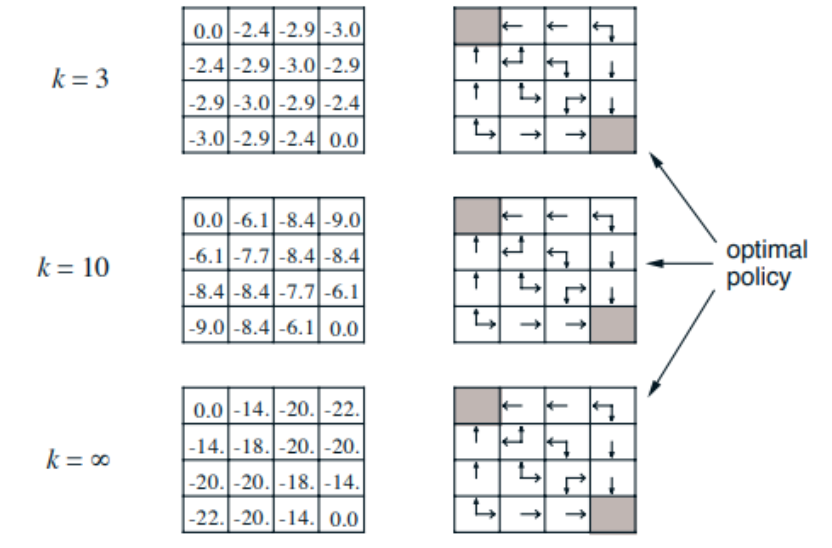 0.0 -2.4 -2.9 -3.0
-2.4 -2.9 -3.0 -2.9
k = 3
-2.9 -3.0 -2.9 -2.4
-3.0 -2.9 -2.4 0.0
0.0 -6.1 -8.4 -9.0
-6.1 -7.7 -8.4 -8.4
k = 10
-8.4 -8.4 -7.7 -6.1
-9.0 -8.4 -6.1 0.0
optimal
policy
0.0 -14. -20. -22.
-14. -18. -20. -20.
k = ∞
-20. -20. -18. -14.
-22. -20. -14. 0.0